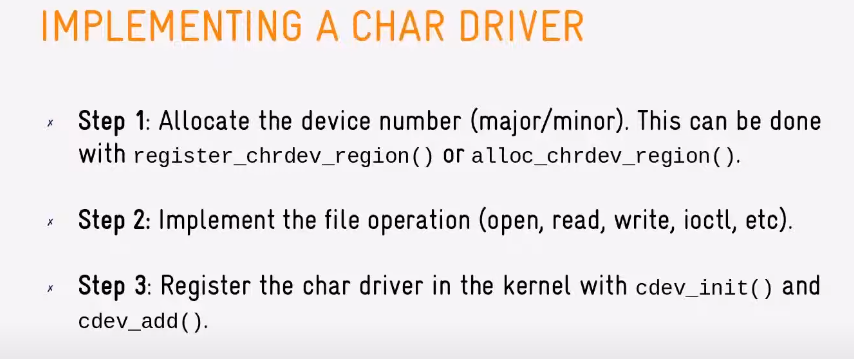 IMPLEMENTING A CHAR DRIVER
✗ Step 1: Allocate the device number (major/minor). This can be done
with register_chrdev_region() or alloc_chrdev_region().
✗ Step 2: Implement the file operation (open, read, write, ioctl, etc).
✗ Step 3: Register the char driver in the kernel with cdev_init() and
cdev_add().